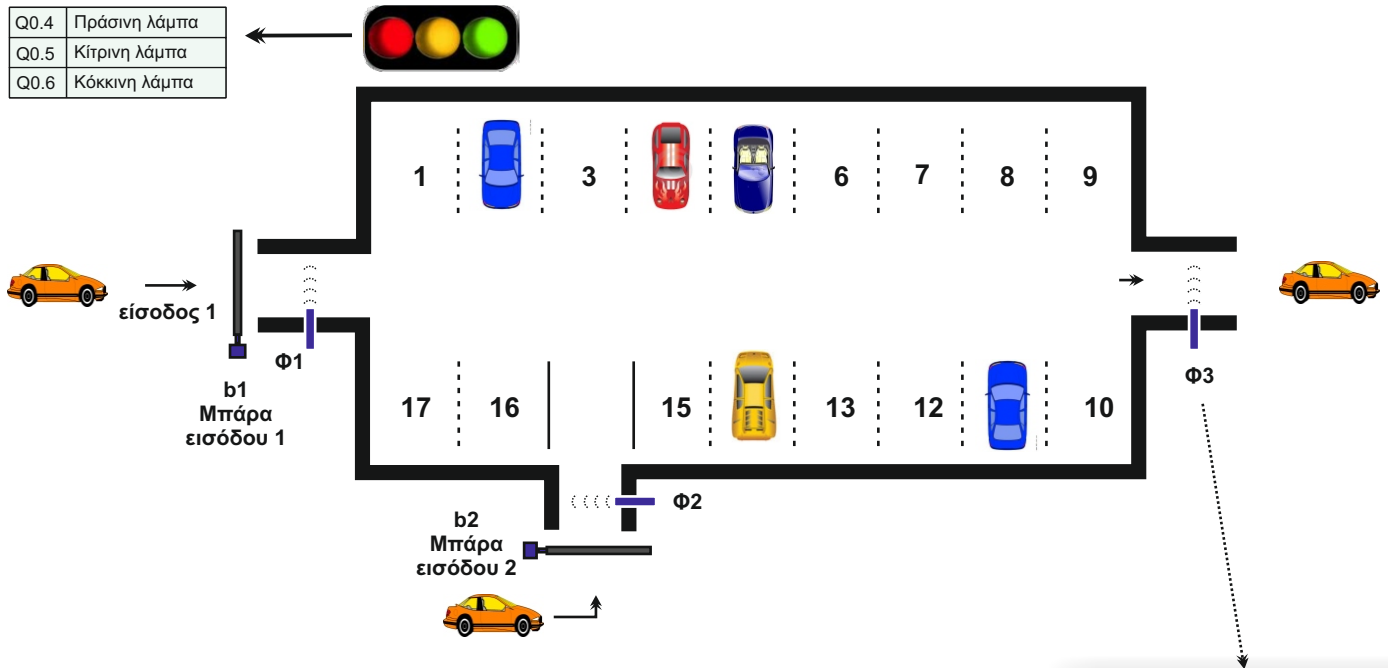 Q0.4 Πράσινη λάμπα
Q0.5 Κίτρινη λάμπα
Q0.6 Κόκκινη λάμπα
1 3 6 7 8 9
είσοδος 1
Φ1
b1
Μπάρα
εισόδου 1
Φ3
17 16 15 13 12 10
Φ2
b2
Μπάρα
εισόδου 2